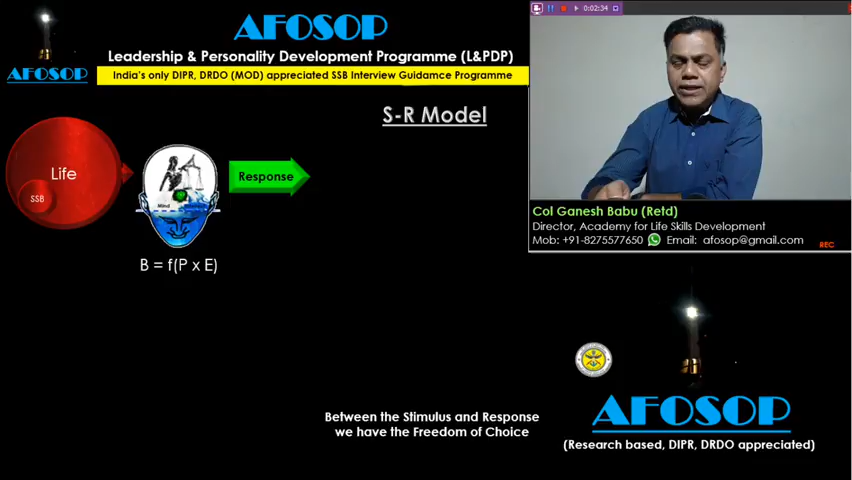 AFOSOP
Leadership & Personality Development Programme (L&PDP)
India's only DIPR, DRDO (MOD) appreciated SSB Interview Guidamce Programme
AFOSOP
0:02:34
S-R Model
Life
SSB
Mind
Response
B = f(P x E)
Col Ganesh Babu (Retd)
Director, Academy for Life Skills Development
Mob: +91-8275577650 Email: afosop@gmail.com
REC
Between the Stimulus and Response
we have the Freedom of Choice
AFOSOP
(Research based, DIPR, DRDO appreciated)